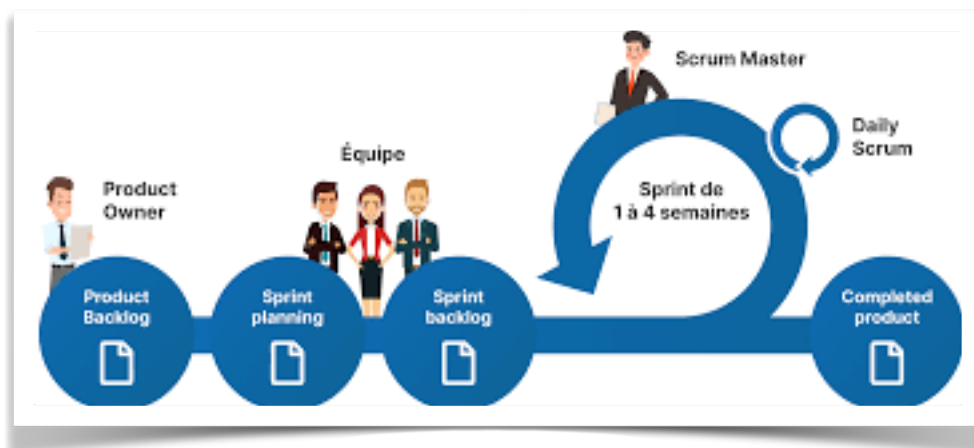 Scrum Master
Daily
Scrum
Équipe
Product
Owner
Sprint de
1 à 4 semaines
Product
Backlog
Sprint
planning
Sprint
backlog
Completed
product